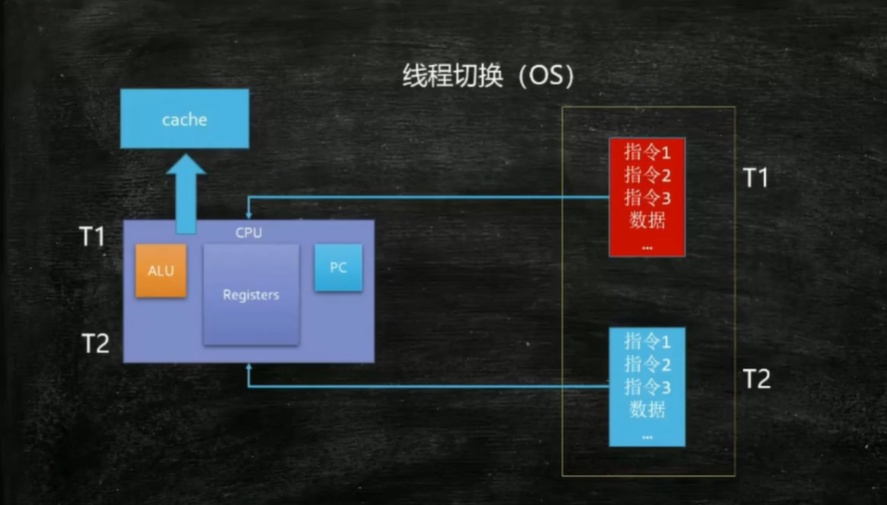 线程切换（OS）
cache
T1
CPU
ALU
Registers
PC
T2
指令1
指令2
指令3
数据
...
T1
指令1
指令2
指令3
数据
...
T2